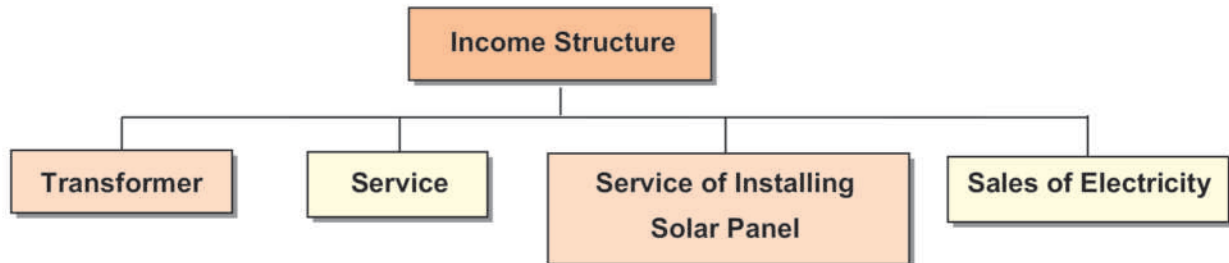 Income Structure
Transformer
Service
Service of Installing
Solar Panel
Sales of Electricity